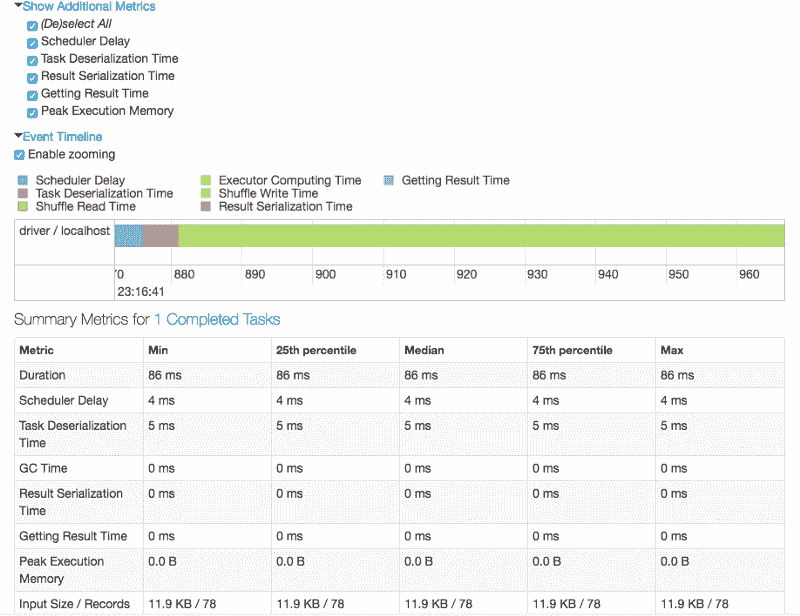 Show Additional Metrics
(De)select All
Scheduler Delay
Task Deserialization Time
Result Serialization Time
Getting Result Time
Peak Execution Memory
Event Timeline
Enable zooming
Scheduler Delay Executor Computing Time Getting Result Time
Task Deserialization Time Shuffle Write Time
Shuffle Read Time Result Serialization Time
driver / localhost
880 890 900 910 920 930 940 950 960
23:16:41
Summary Metrics for 1 Completed Tasks
Metric Min 25th percentile Median 75th percentile Max
Duration 86 ms 86 ms 86 ms 86 ms 86 ms
Scheduler Delay 4 ms 4 ms 4 ms 4 ms 4 ms
Task Deserialization 5 ms 5 ms 5 ms 5 ms 5 ms
Time
GC Time 0 ms 0 ms 0 ms 0 ms 0 ms
Result Serialization 0 ms 0 ms 0 ms 0 ms 0 ms
Time
Getting Result Time 0 ms 0 ms 0 ms 0 ms 0 ms
Peak Execution 0.0 B 0.0 B 0.0 B 0.0 B 0.0 B
Memory
Input Size / Records 11.9 KB / 78 11.9 KB / 78 11.9 KB / 78 11.9 KB / 78 11.9 KB / 78